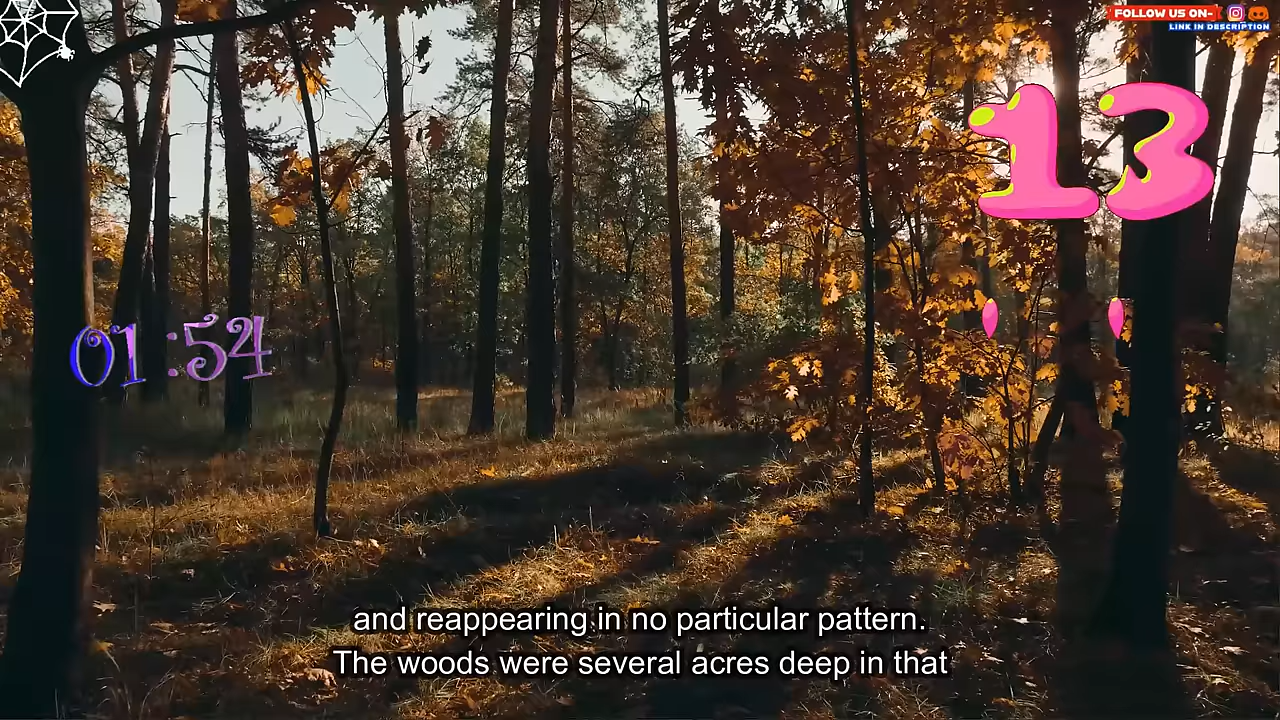 FOLLOW US ON-
LINK IN DESCRIPTION
13
01:54
and reappearing in no particular pattern.
The woods were several acres deep in that